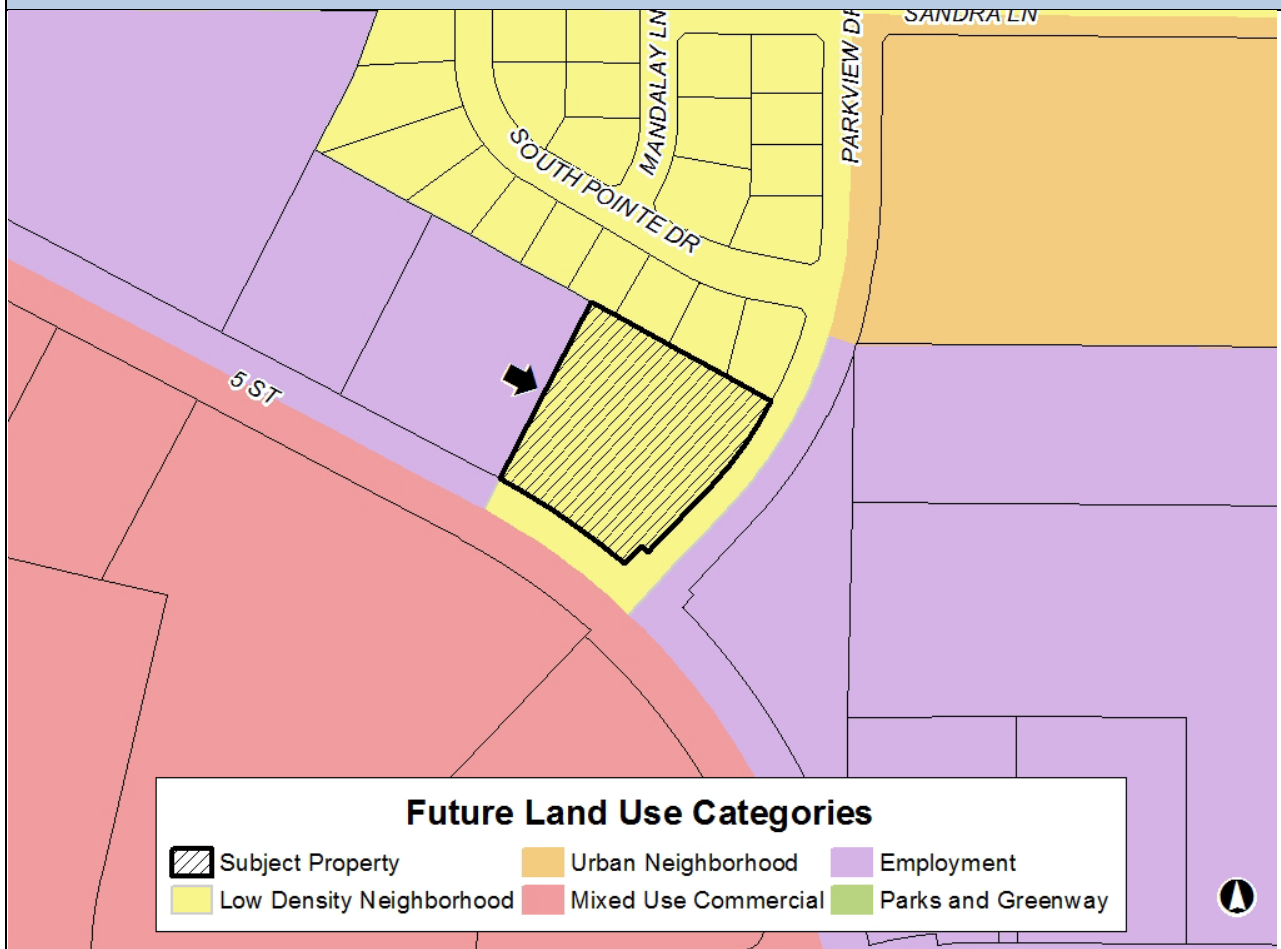 SANDRA LN
MANDALAY LN
PARKVIEW DR
SOUTH POINTE DR
5 ST
Future Land Use Categories
Subject Property
Urban Neighborhood
Employment
Low Density Neighborhood
Mixed Use Commercial
Parks and Greenway